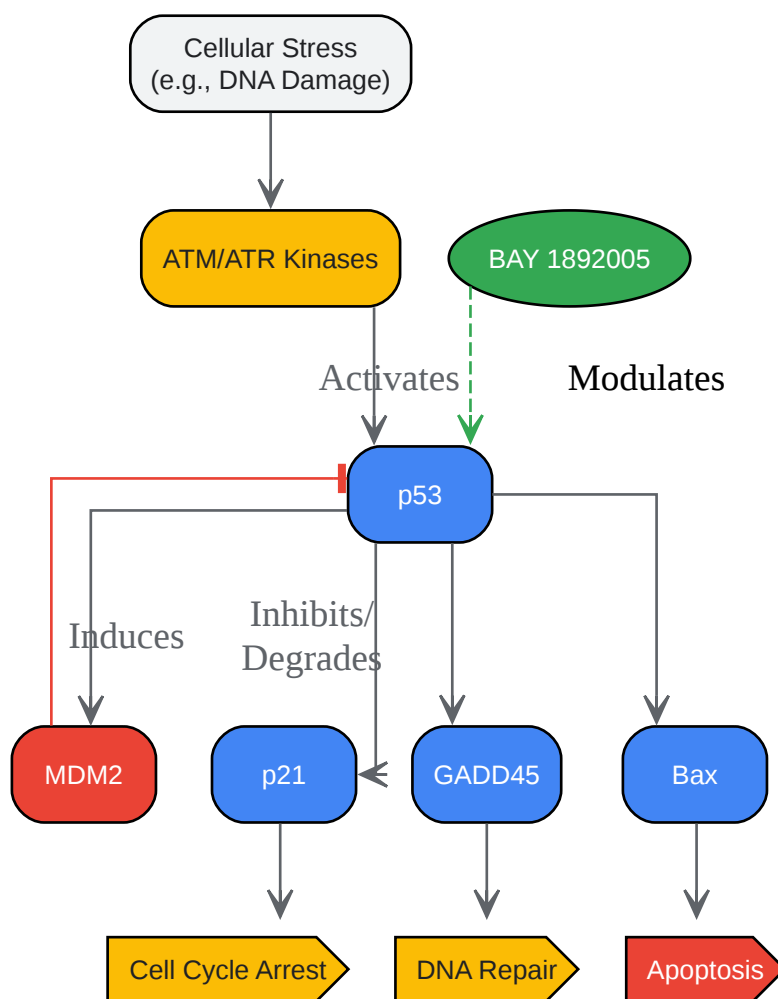 Cellular Stress
(e.g., DNA Damage)
ATM/ATR Kinases
BAY 1892005
Activates
Modulates
p53
Induces
Inhibits/
Degrades
MDM2
p21
GADD45
Bax
Cell Cycle Arrest
DNA Repair
Apoptosis